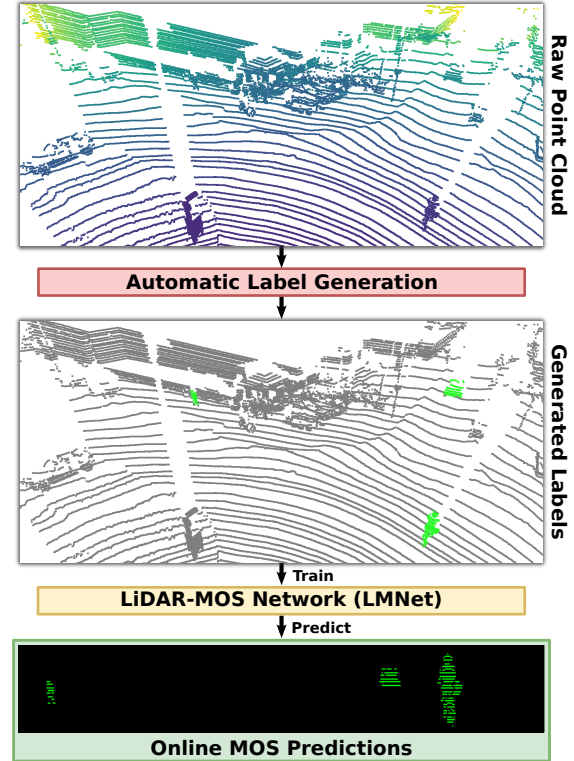 Raw Point Cloud
Automatic Label Generation
Generated Labels
Train
LiDAR-MOS Network (LMNet)
Predict
Online MOS Predictions